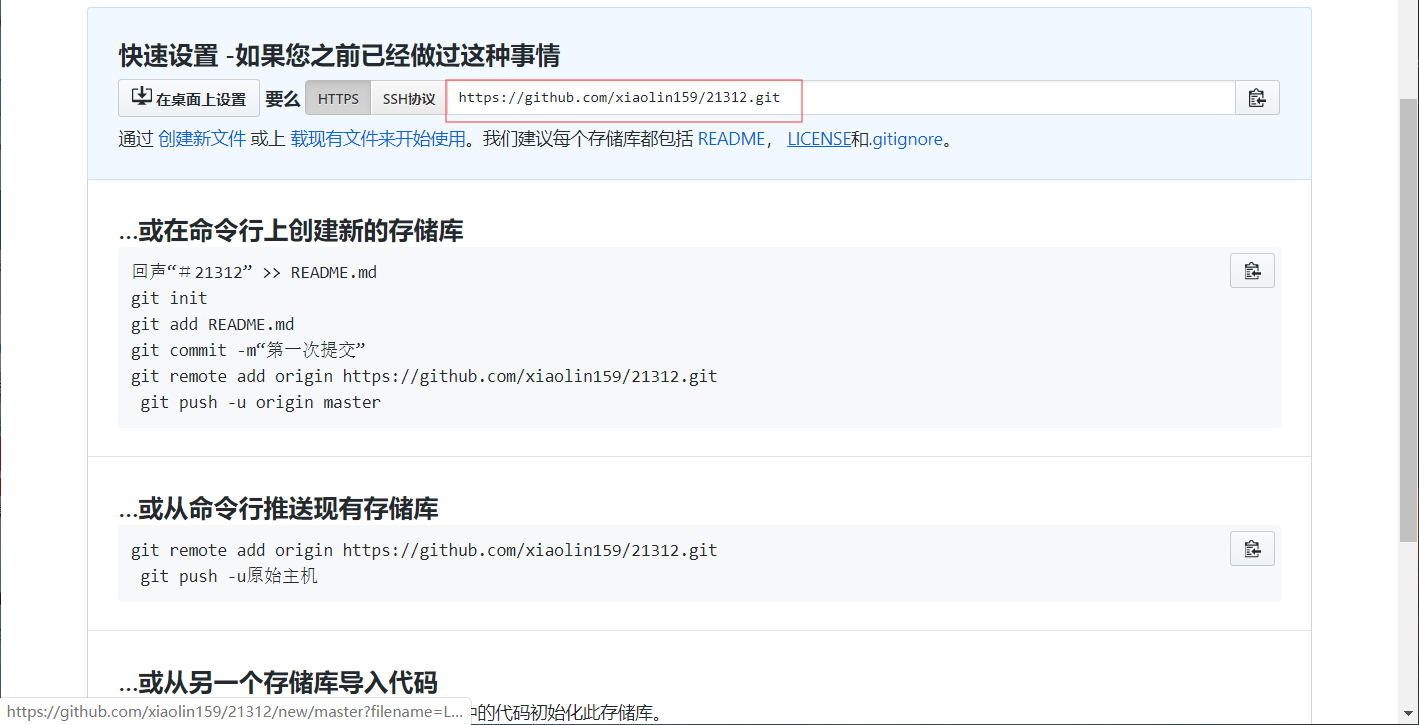 快速设置 -如果您之前已经做过这种事情
在桌面上设置 要么 HTTPS SSH协议 https://github.com/xiaolin159/21312.git
通过 创建新文件 或上 载现有文件来开始使用。我们建议每个存储库都包括 README， LICENSE和.gitignore。
...或在命令行上创建新的存储库
回声“＃21312” >> README.md
git init
git add README.md
git commit -m“第一次提交”
git remote add origin https://github.com/xiaolin159/21312.git
git push -u origin master
...或从命令行推送现有存储库
git remote add origin https://github.com/xiaolin159/21312.git
git push -u原始主机
...或从另一个存储库导入代码
中的代码初始化此存储库。
https://github.com/xiaolin159/21312/new/master?filename=L...